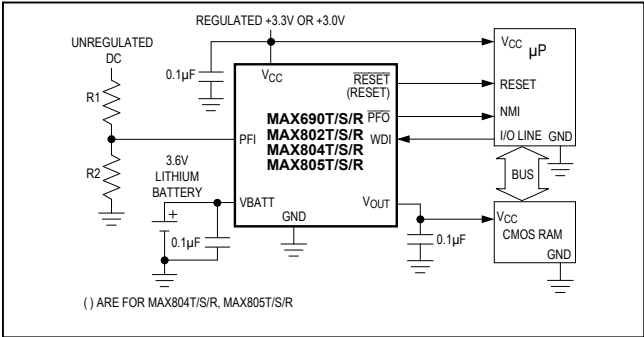 REGULATED +3.3V OR +3.0V
UNREGULATED
DC
R1
R2
0.1µF
VCC
MAX690T/S/R
MAX802T/S/R
MAX804T/S/R
MAX805T/S/R
RESET
(RESET)
PFO
WDI
PFI
VBATT
GND
VOUT
3.6V
LITHIUM
BATTERY
+
0.1µF
0.1µF
VCC
µP
RESET
NMI
I/O LINE
GND
BUS
VCC
CMOS RAM
GND
( ) ARE FOR MAX804T/S/R, MAX805T/S/R